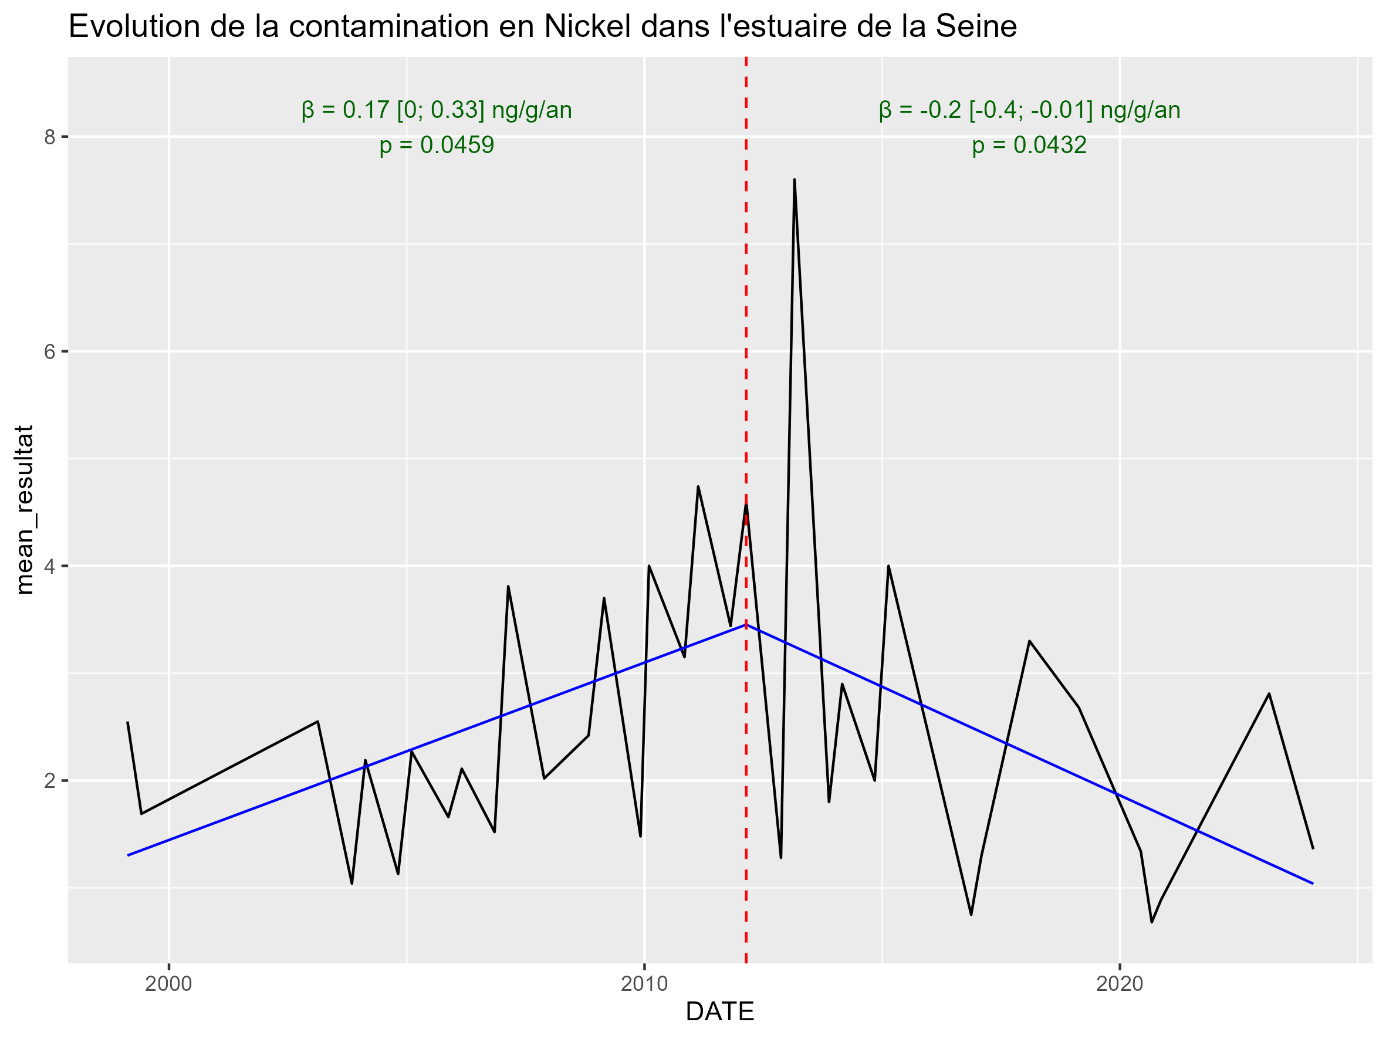 Evolution de la contamination en Nickel dans l'estuaire de la Seine
β = 0.17 [0; 0.33] ng/g/an
p = 0.0459
β = -0.2 [-0.4; -0.01] ng/g/an
p = 0.0432
8
6
4
2
mean_resultat
2000
2010
2020
DATE